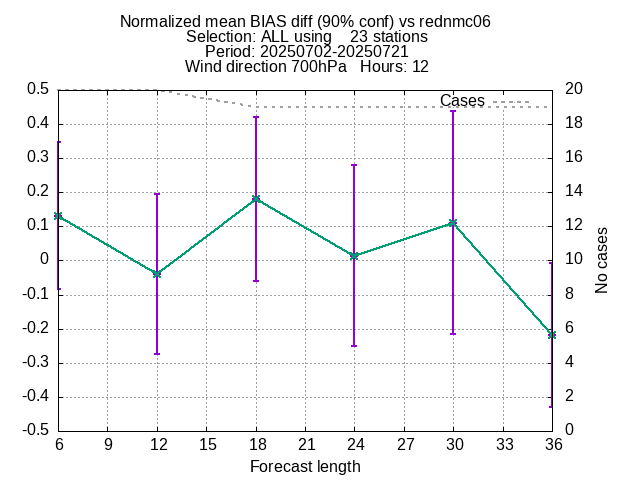 Normalized mean BIAS diff (90% conf) vs rednmc06
Selection: ALL using    23 stations
Period: 20250702-20250721
Wind direction 700hPa   Hours: 12
Cases
0.5
0.4
0.3
0.2
0.1
0
-0.1
-0.2
-0.3
-0.4
-0.5
20
18
16
14
12
10
8
6
4
2
0
No cases
6 9 12 15 18 21 24 27 30 33 36
Forecast length